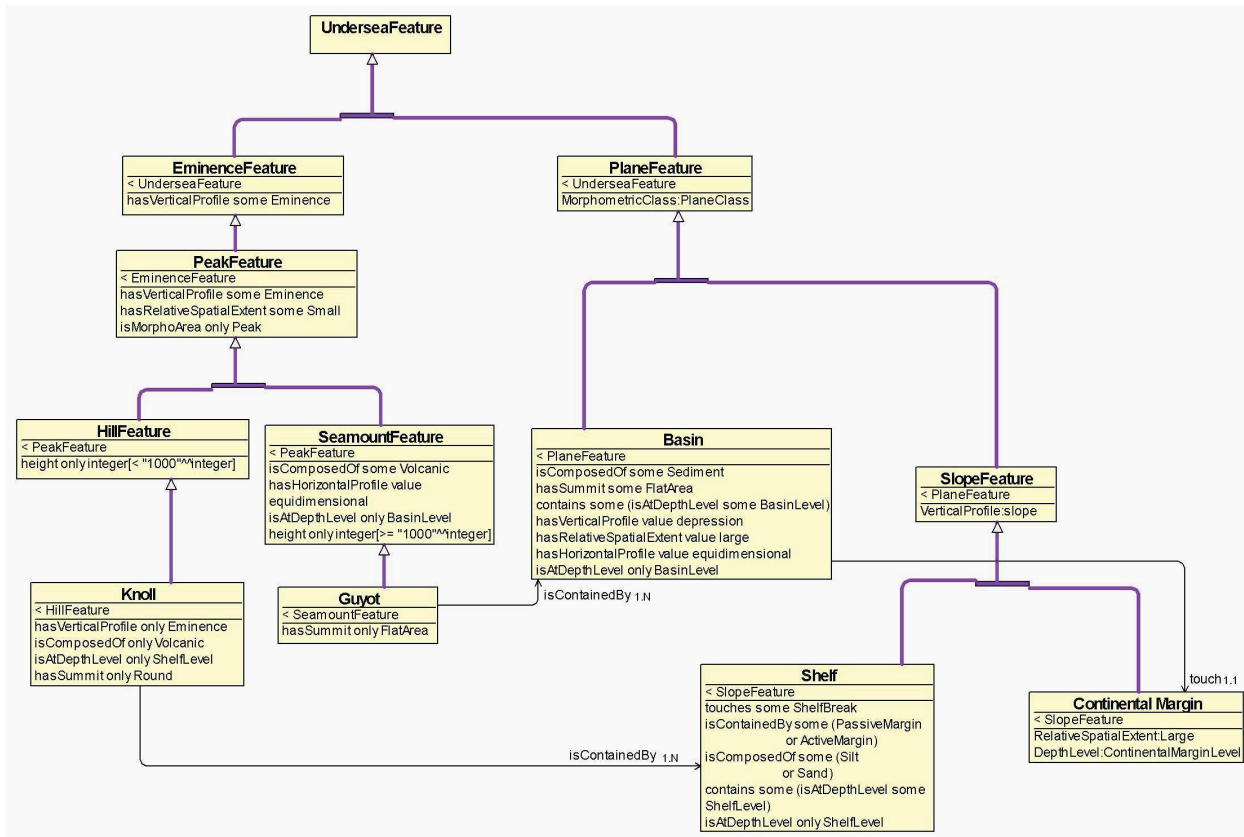 UnderseaFeature
EminenceFeature
< UnderseaFeature
hasVerticalProfile some Eminence
PlaneFeature
< UnderseaFeature
MorphometricClass:PlaneClass
PeakFeature
< EminenceFeature
hasVerticalProfile some Eminence
hasRelativeSpatialExtent some Small
isMorphoArea only Peak
HillFeature
< PeakFeature
height only integer[< "1000"^^integer]
SeamountFeature
< PeakFeature
isComposedOf some Volcanic
hasHorizontalProfile value
equidimensional
isAtDepthLevel only BasinLevel
height only integer[>= "1000"^^integer]
Basin
< PlaneFeature
isComposedOf some Sediment
hasSummit some FlatArea
contains some (isAtDepthLevel some BasinLevel)
hasVerticalProfile value depression
hasRelativeSpatialExtent value large
hasHorizontalProfile value equidimensional
isAtDepthLevel only BasinLevel
SlopeFeature
< PlaneFeature
VerticalProfile:slope
Knoll
< HillFeature
hasVerticalProfile only Eminence
isComposedOf only Volcanic
isAtDepthLevel only ShelfLevel
hasSummit only Round
Guyot
< SeamountFeature
hasSummit only FlatArea
isContainedBy 1.N
Shelf
< SlopeFeature
touches some ShelfBreak
isContainedBy some (PassiveMargin
or ActiveMargin)
isComposedOf some (Silt
or Sand)
contains some (isAtDepthLevel some
ShelfLevel)
isAtDepthLevel only ShelfLevel
touch 1.1
Continental Margin
< SlopeFeature
RelativeSpatialExtent:Large
DepthLevel:ContinentalMarginLevel
isContainedBy 1.N